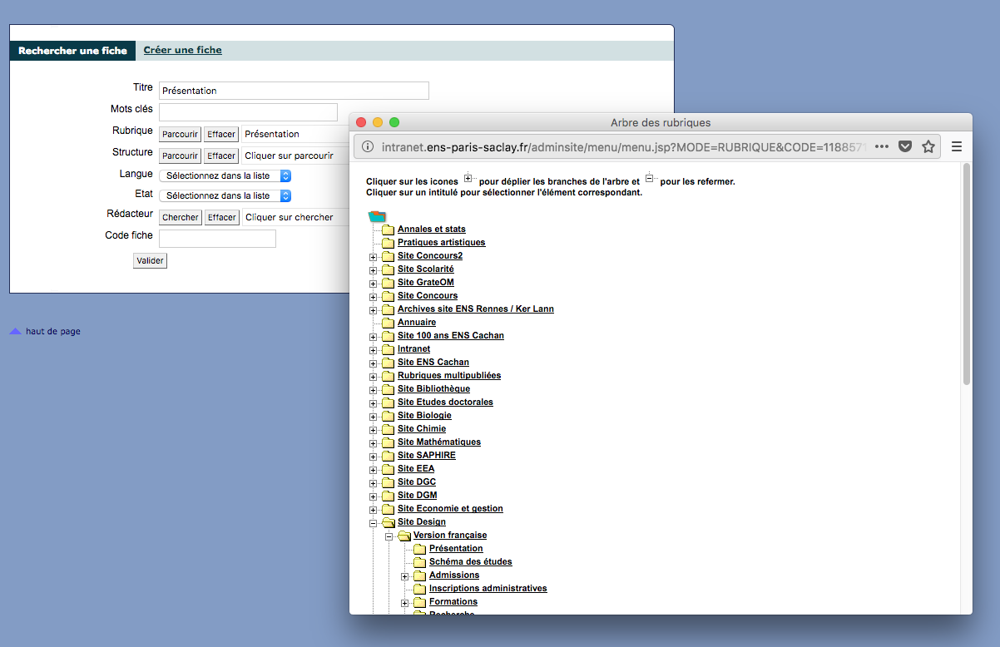 Rechercher une fiche Créer une fiche
Titre Présentation
Mots clés
Rubrique Parcourir Effacer Présentation
Structure Parcourir Effacer Cliquer sur parcourir
Langue Sélectionnez dans la liste
Etat Sélectionnez dans la liste
Rédacteur Chercher Effacer Cliquer sur chercher
Code fiche
Valider
haut de page
Arbre des rubriques
intranet.ens-paris-saclay.fr/adminsite/menu/menu.jsp?MODE=RUBRIQUE&CODE=1188571
Cliquer sur les icones pour déplier les branches de l'arbre et pour les refermer.
Cliquer sur un intitulé pour sélectionner l'élément correspondant.
Annales et stats
Pratiques artistiques
Site Concours2
Site Scolarité
Site GrateOM
Site Concours
Archives site ENS Rennes / Ker Lann
Annuaire
Site 100 ans ENS Cachan
Intranet
Site ENS Cachan
Rubriques multipubliées
Site Bibliothèque
Site Etudes doctorales
Site Biologie
Site Chimie
Site Mathématiques
Site SAPHIRE
Site EEA
Site DGC
Site DGM
Site Economie et gestion
Site Design
Version française
Présentation
Schéma des études
Admissions
Inscriptions administratives
Formations
Recherche